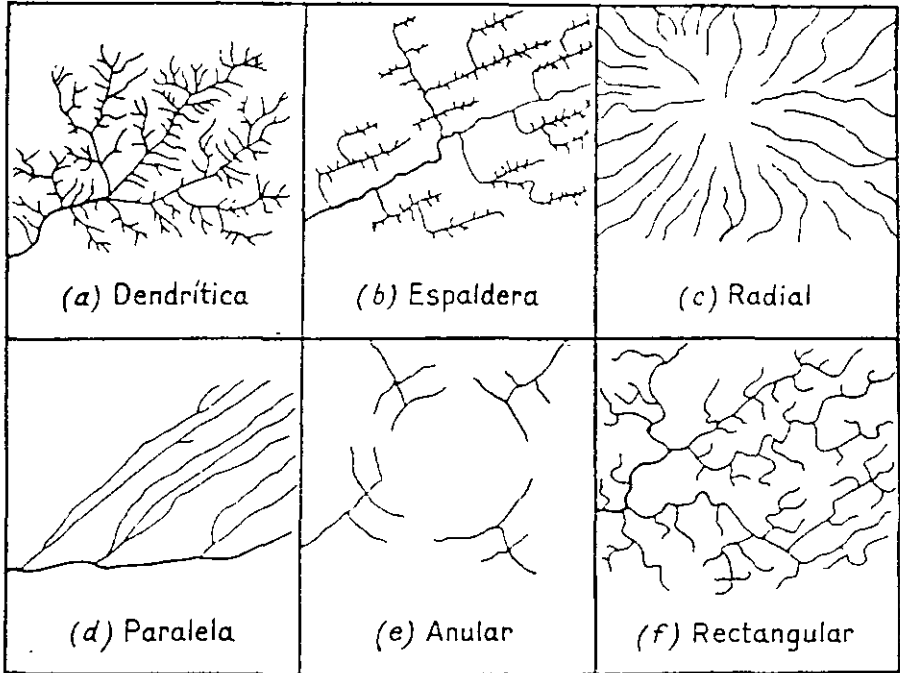 (a) Dendrítica
(b) Espaldera
(c) Radial
(d) Paralela
(e) Anular
(f) Rectangular